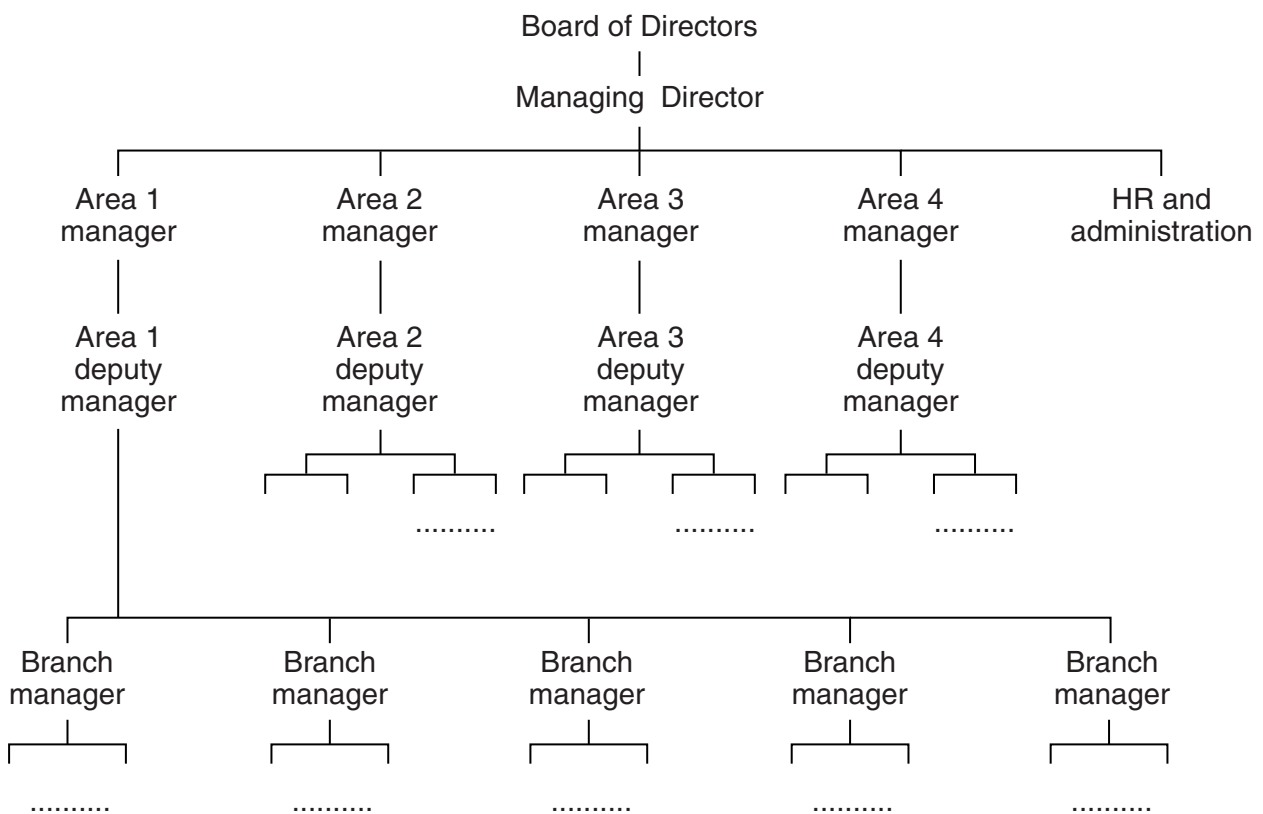 Board of Directors
Managing Director
Area 1
manager
Area 2
manager
Area 3
manager
Area 4
manager
HR and
administration
Area 1
deputy
manager
Area 2
deputy
manager
Area 3
deputy
manager
Area 4
deputy
manager
..........
..........
..........
Branch
manager
Branch
manager
Branch
manager
Branch
manager
Branch
manager
..........
..........
..........
..........
..........